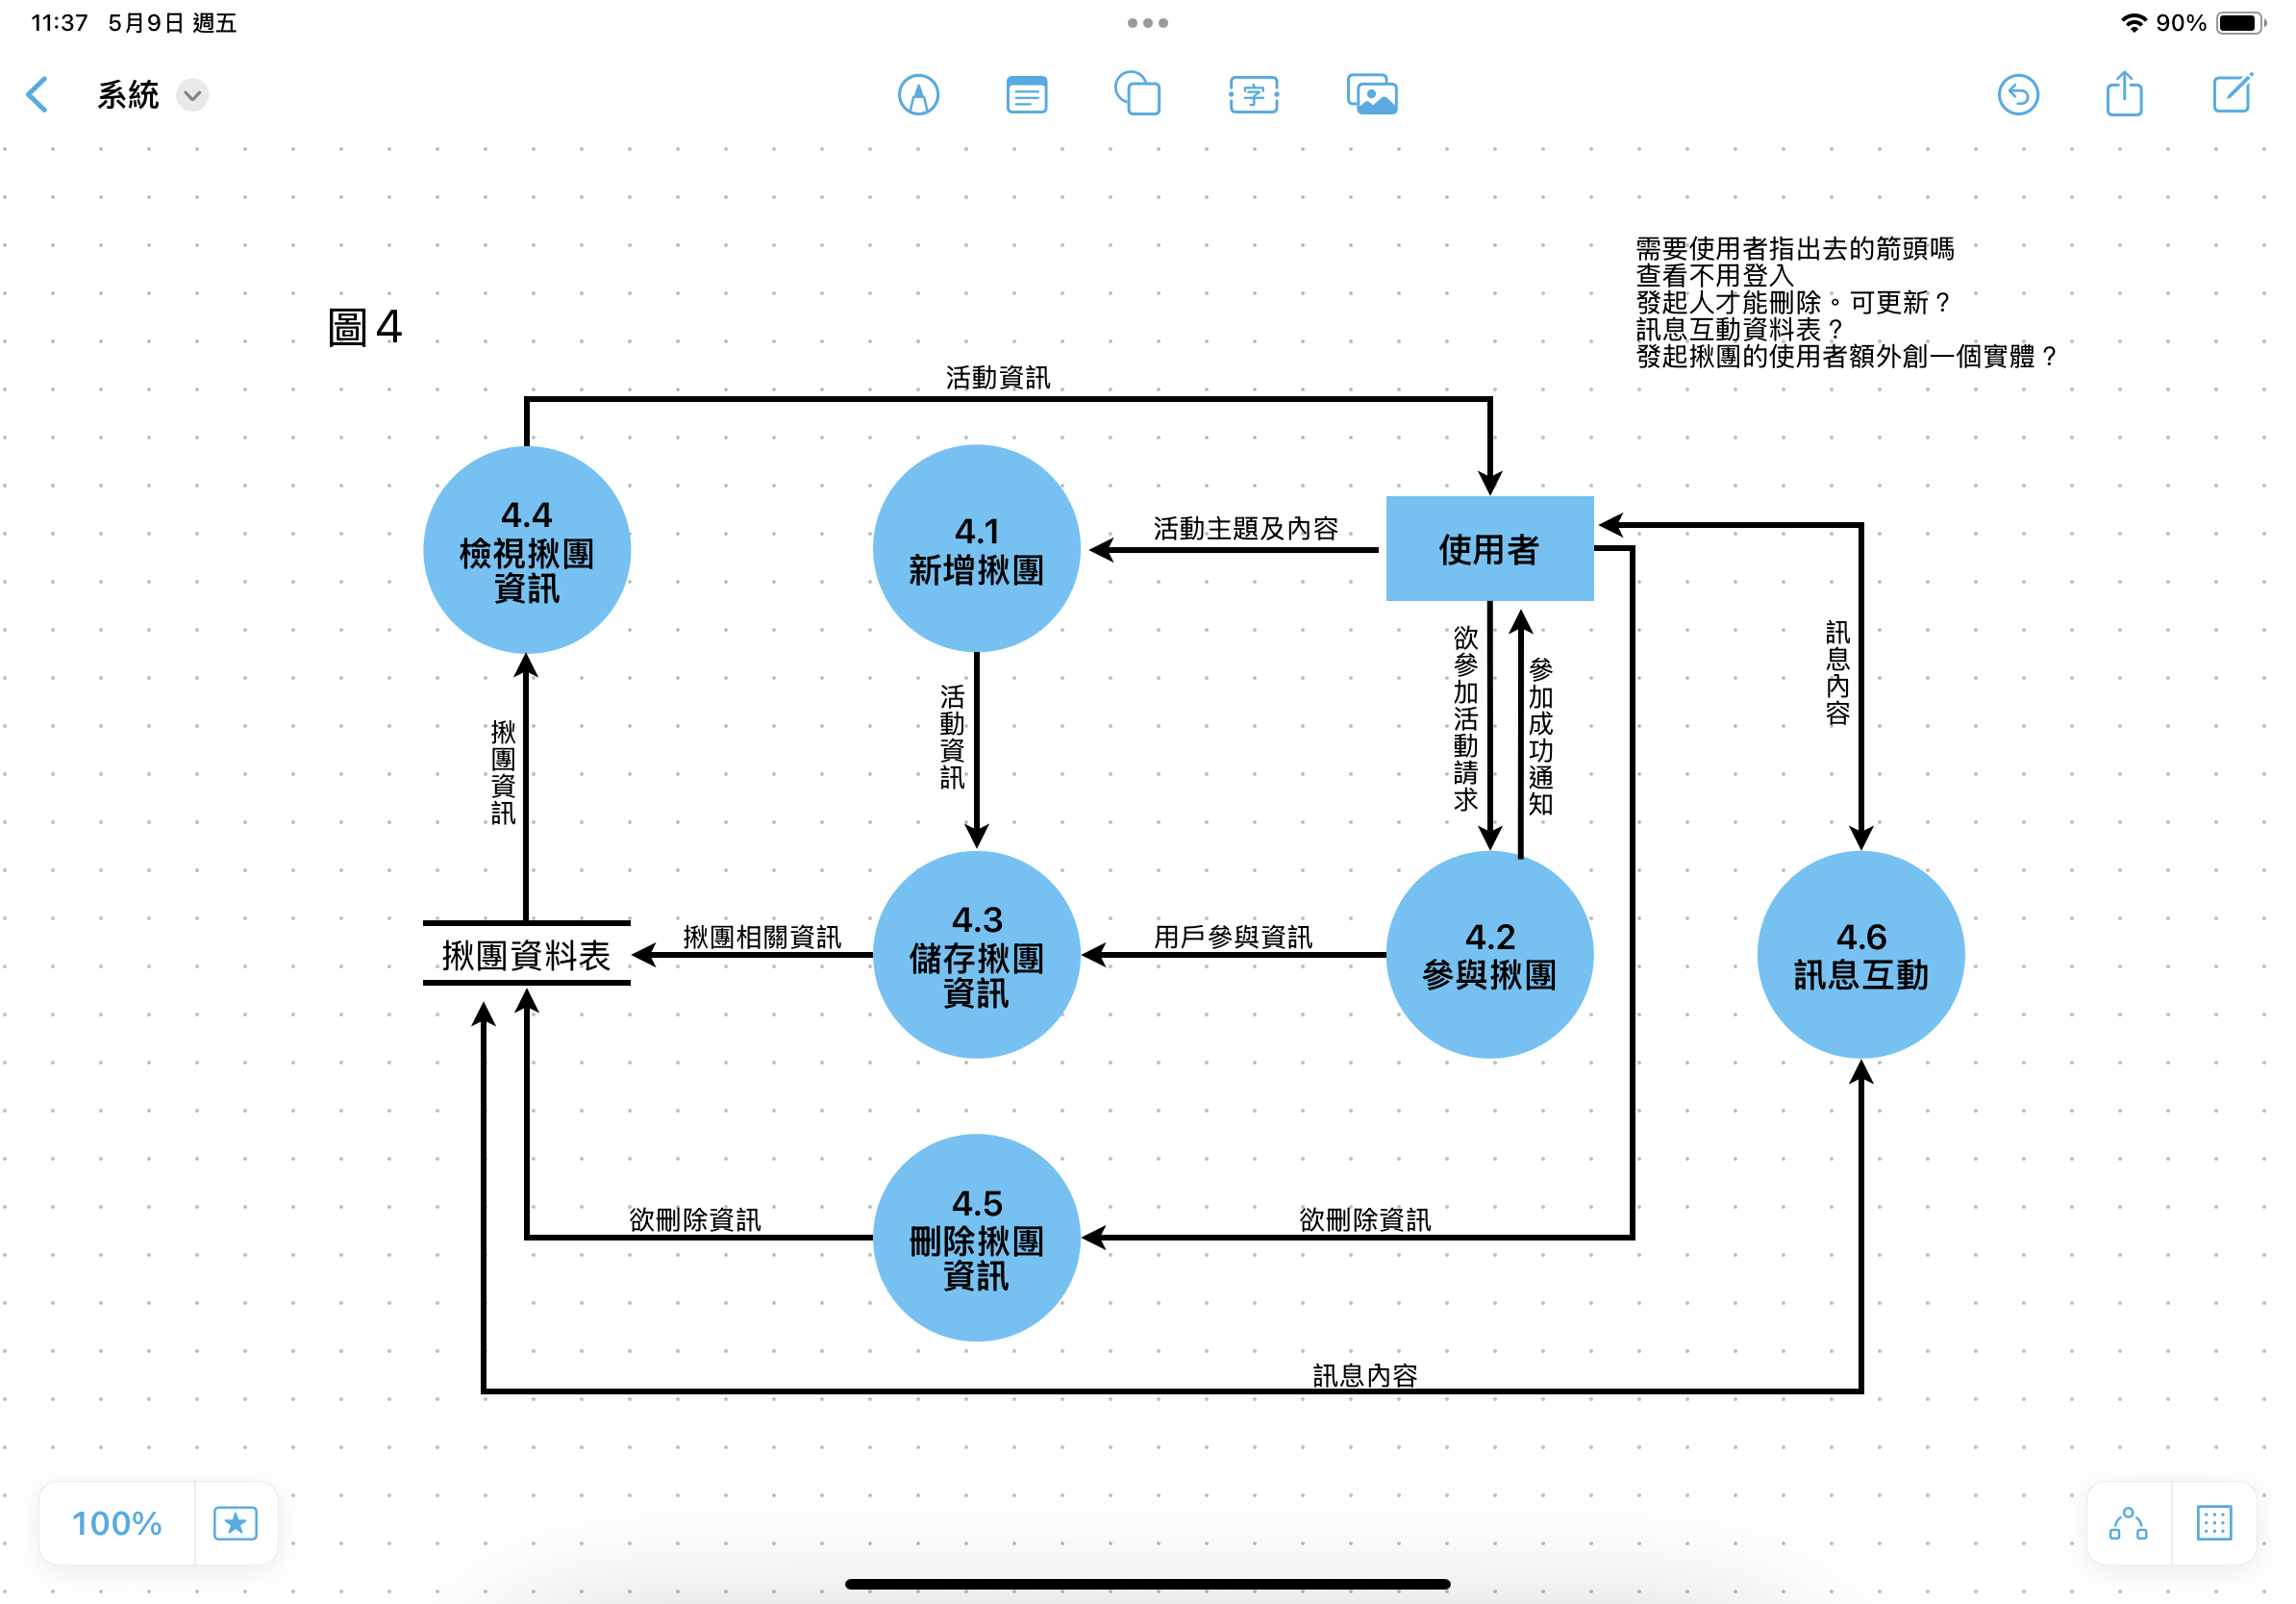 11:37 5月9日 週五
90%
系統
字
需要使用者指出去的箭頭嗎
查看不用登入
發起人才能刪除。可更新？
訊息互動資料表？
發起揪團的使用者額外創一個實體？
圖4
活動資訊
4.4
檢視揪團
資訊
4.1
新增揪團
活動主題及內容
使用者
揪團資訊
活動資訊
欲參加活動請求
參加成功通知
訊息內容
揪團資料表
揪團相關資訊
4.3
儲存揪團
資訊
用戶參與資訊
4.2
參與揪團
4.6
訊息互動
欲刪除資訊
4.5
刪除揪團
資訊
欲刪除資訊
訊息內容
100%